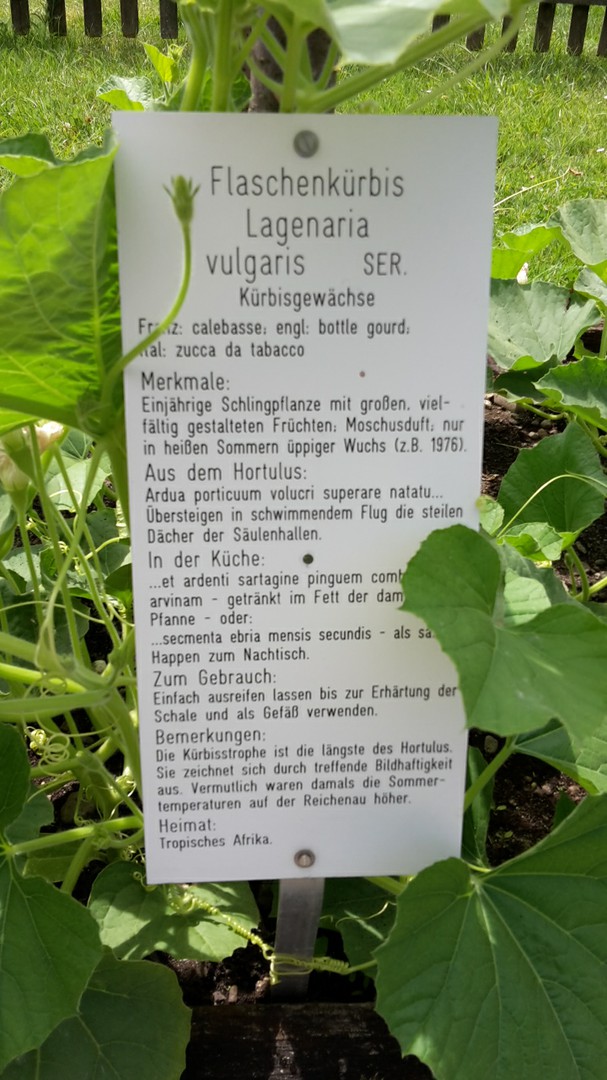 Flaschenkürbis
Lagenaria
vulgaris SER.
Kürbisgewächse
calebasse; engl: bottle gourd;
zucca da tabacco
Merkmale:
Einjährige Schlingpflanze mit großen, viel-
fältig gestalteten Früchten; Moschusduft; nur
in heißen Sommern üppiger Wuchs (z.B. 1976).
Aus dem Hortulus:
Ardua porticuum volucri superare natatu...
Übersteigen in schwimmendem Flug die steilen
Dächer der Säulenhallen.
In der Küche:
...et ardenti sartagine pinguem
arvinam - getränkt im Fett der
Pfanne - oder:
...secmenta ebria mensis secundis - als
Happen zum Nachtisch.
Zum Gebrauch:
Einfach ausreifen lassen bis zur Erhärtung der
Schale und als Gefäß verwenden.
Bemerkungen:
Die Kürbisstrophe ist die längste des Hortulus.
Sie zeichnet sich durch treffende Bildhaftigkeit
aus. Vermutlich waren damals die Sommer-
temperaturen auf der Reichenau höher.
Heimat:
Tropisches Afrika.